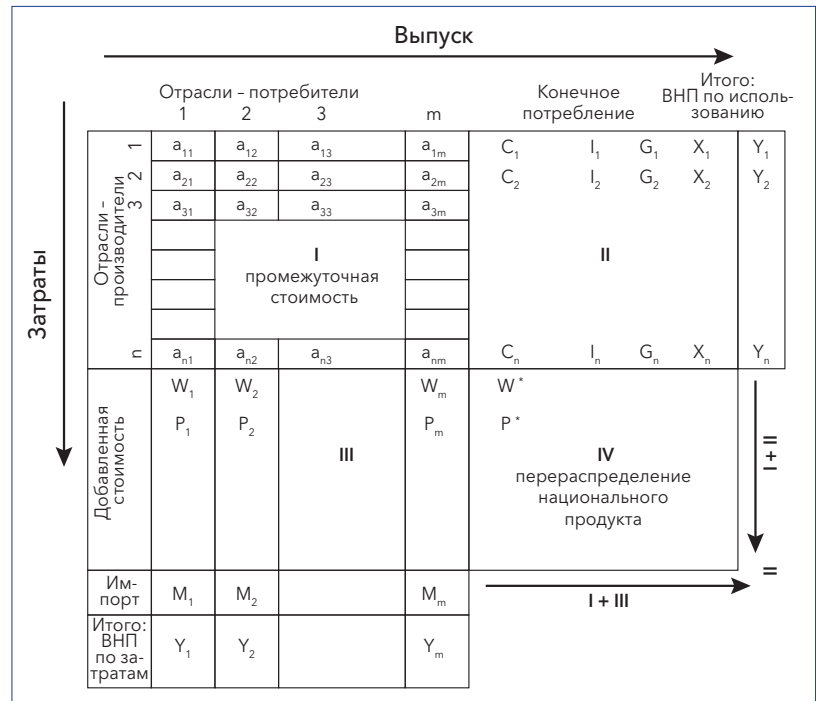 Выпуск
Затраты
Отрасли – потребители
1 2 3 m
Конечное
потребление
Итого:
ВНП по исполь-
зованию
Отрасли –
производители
1 a₁₁ a₁₂ a₁₃ a₁ₘ C₁ I₁ G₁ X₁ Y₁
2 a₂₁ a₂₂ a₂₃ a₂ₘ C₂ I₂ G₂ X₂ Y₂
3 a₃₁ a₃₂ a₃₃ a₃ₘ
I
промежуточная
стоимость
II
n aₙ₁ aₙ₂ aₙ₃ aₙₘ Cₙ Iₙ Gₙ Xₙ Yₙ
Добавленная
стоимость
W₁ W₂ Wₘ W*
P₁ P₂ Pₘ P*
III
IV
перераспределение
национального
продукта
I + II
=
I + III
Им-
порт
M₁ M₂ Mₘ
Итого:
ВНП
по за-
тратам
Y₁ Y₂ Yₘ